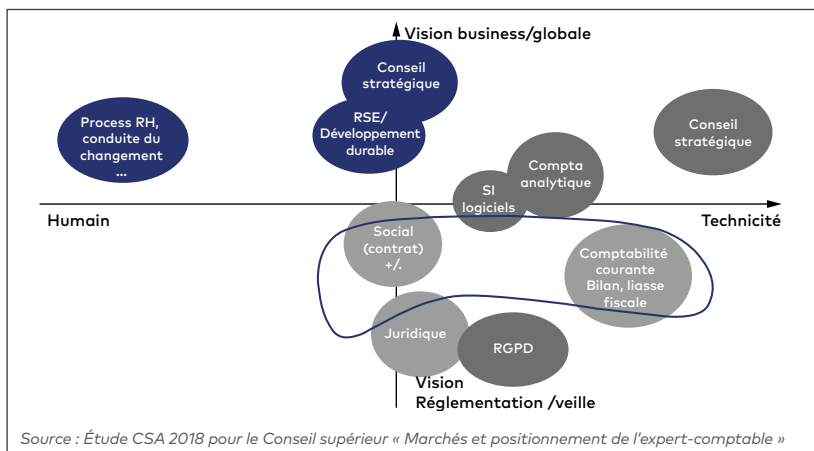 Vision business/globale
Conseil
stratégique
Process RH,
conduite du
changement
...
RSE/
Développement
durable
Conseil
stratégique
Compta
analytique
SI
logiciels
Humain
Technicité
Social
(contrat)
+/.
Comptabilité
courante
Bilan, liasse
fiscale
Juridique
RGPD
Vision
Réglementation /veille
Source : Étude CSA 2018 pour le Conseil supérieur « Marchés et positionnement de l'expert-comptable »